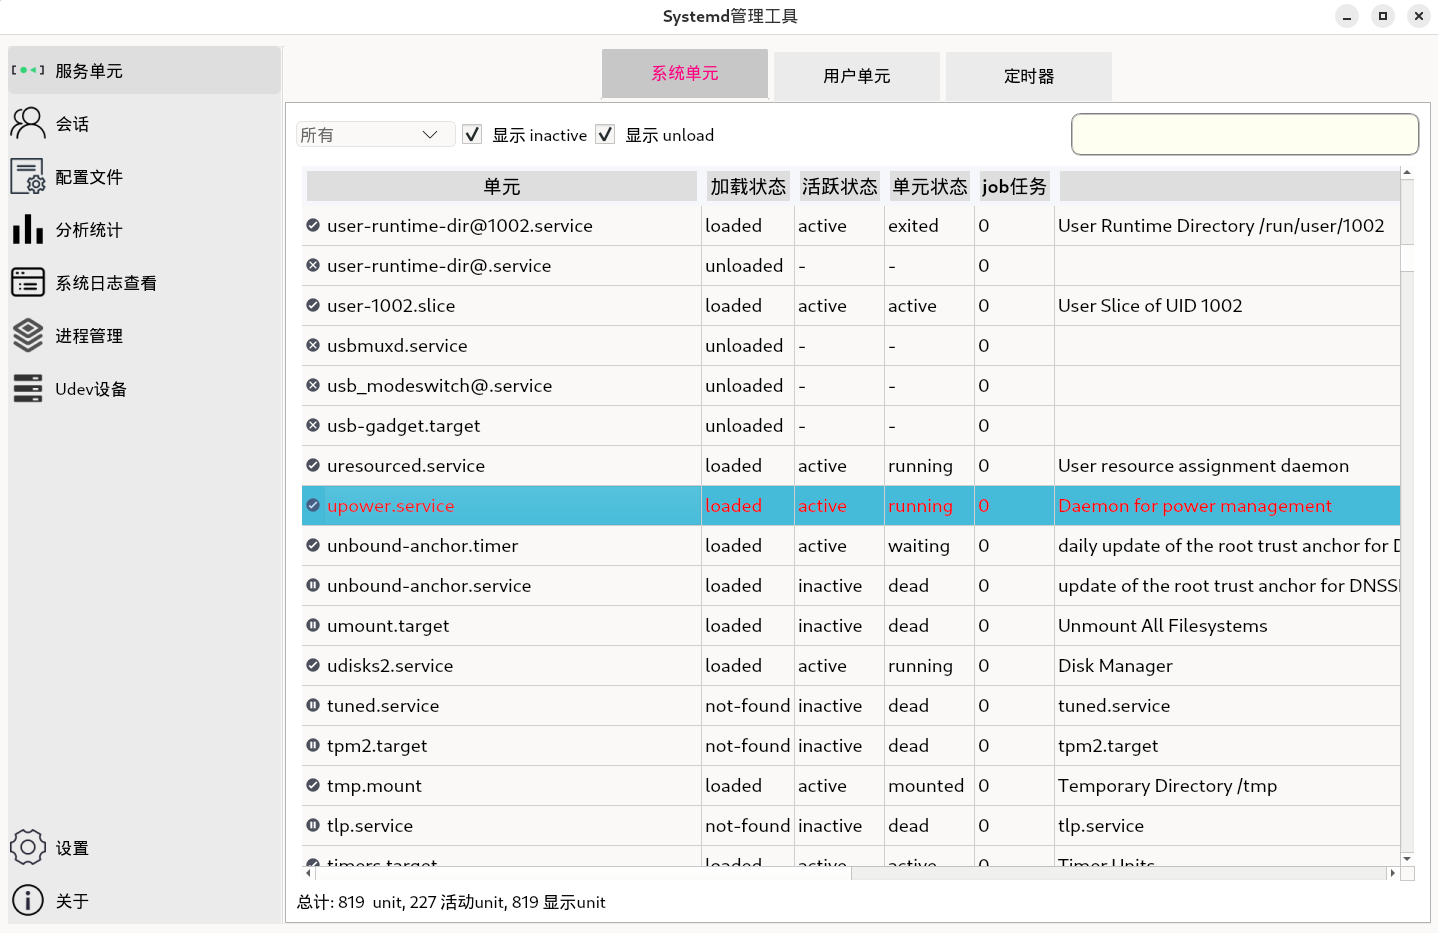 Systemd管理工具
服务单元
会话
配置文件
分析统计
系统日志查看
进程管理
Udev设备
设置
关于
系统单元 用户单元 定时器
所有 显示 inactive 显示 unload
单元 加载状态 活跃状态 单元状态 job任务
user-runtime-dir@1002.service loaded active exited 0 User Runtime Directory /run/user/1002
user-runtime-dir@.service unloaded - - 0
user-1002.slice loaded active active 0 User Slice of UID 1002
usbmuxd.service unloaded - - 0
usb_modeswitch@.service unloaded - - 0
usb-gadget.target unloaded - - 0
uresourced.service loaded active running 0 User resource assignment daemon
upower.service loaded active running 0 Daemon for power management
unbound-anchor.timer loaded active waiting 0 daily update of the root trust anchor for
unbound-anchor.service loaded inactive dead 0 update of the root trust anchor for DNSS
umount.target loaded inactive dead 0 Unmount All Filesystems
udisks2.service loaded active running 0 Disk Manager
tuned.service not-found inactive dead 0 tuned.service
tpm2.target not-found inactive dead 0 tpm2.target
tmp.mount loaded active mounted 0 Temporary Directory /tmp
tlp.service not-found inactive dead 0 tlp.service
timers.target loaded active active 0 Timer Units
总计: 819 unit, 227 活动unit, 819 显示unit